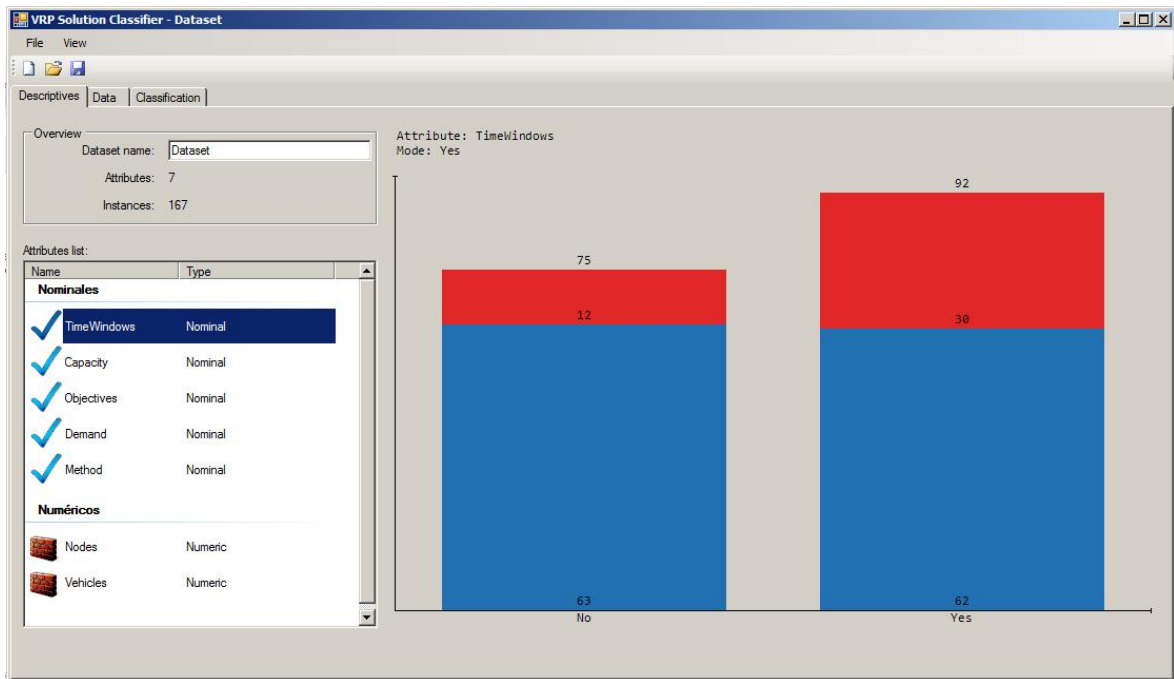 VRP Solution Classifier - Dataset
File View
Descriptives Data Classification
Overview
Dataset name: Dataset
Attributes: 7
Instances: 167
Attributes list:
Name Type
Nominales
TimeWindows Nominal
Capacity Nominal
Objectives Nominal
Demand Nominal
Method Nominal
Numéricos
Nodes Numeric
Vehicles Numeric
Attribute: TimeWindows
Mode: Yes
92
75
12 30
63 62
No Yes